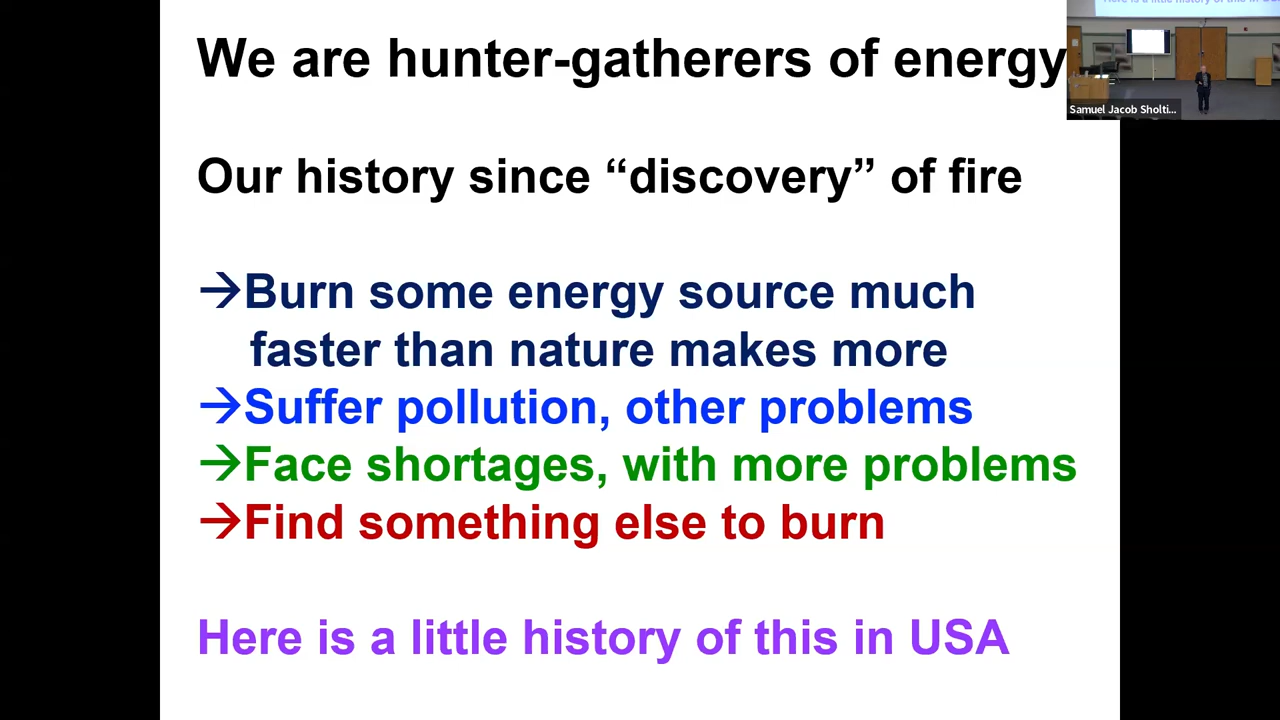 We are hunter-gatherers of energy
Samuel Jacob Sholti...
Our history since “discovery” of fire
→Burn some energy source much
faster than nature makes more
→Suffer pollution, other problems
→Face shortages, with more problems
→Find something else to burn
Here is a little history of this in USA